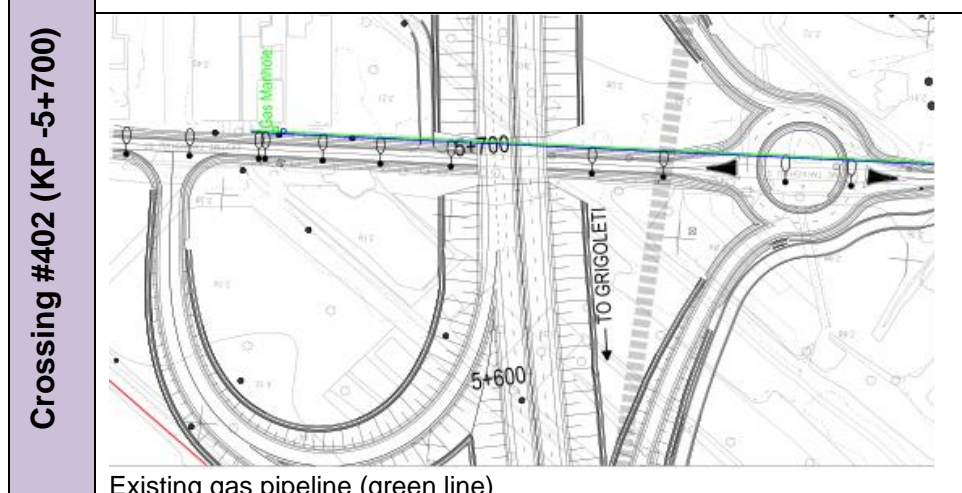 Crossing #402 (KP -5+700)
Gas Manhole
5+700
TO GRIGOLETI
5+600
Existing gas pipeline (green line)